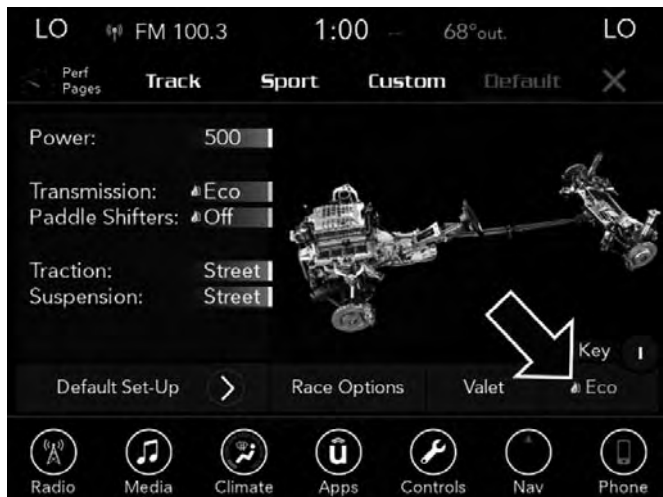 LO FM 100.3 1:00 -- 68°out. LO
Perf Pages Track Sport Custom Default X
Power: 500
Transmission: Eco
Paddle Shifters: Off
Traction: Street
Suspension: Street
Key I
Default Set-Up > Race Options Valet Eco
û
Radio Media Climate Apps Controls Nav Phone